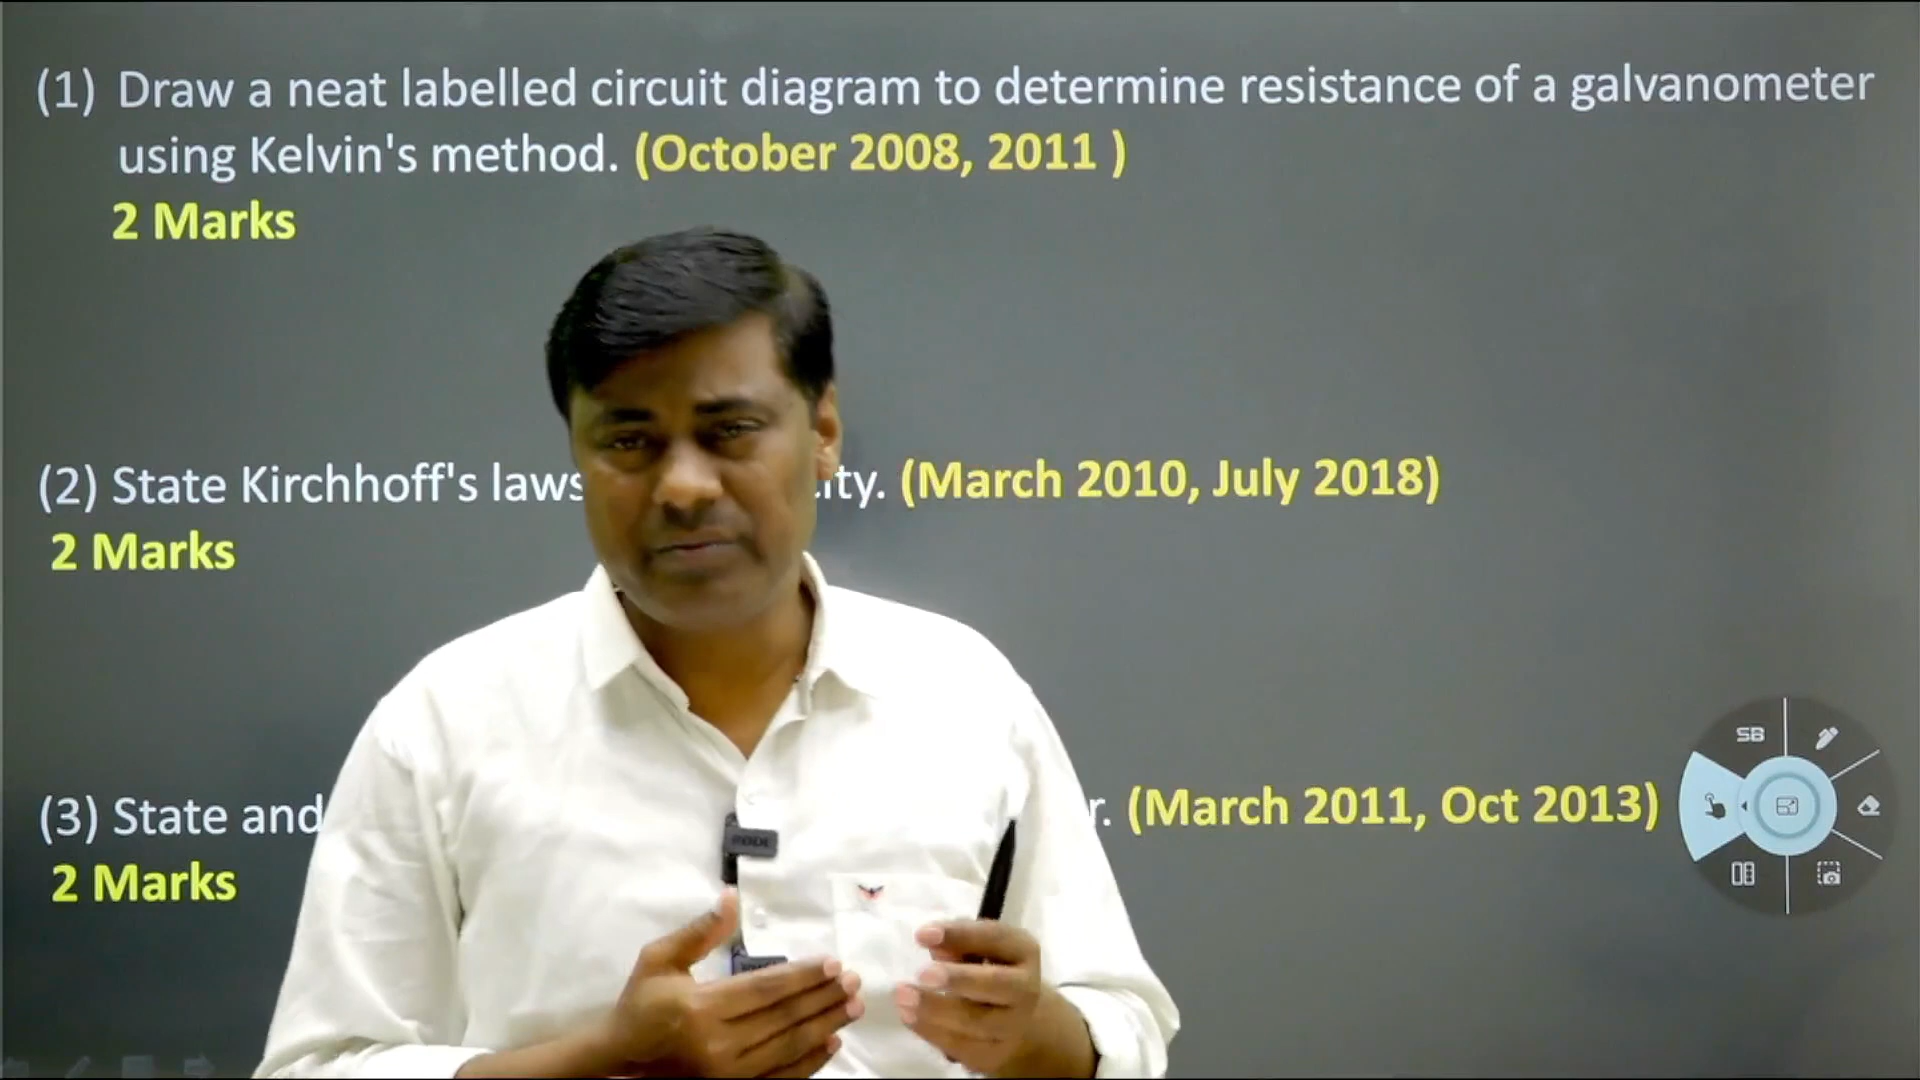 (1) Draw a neat labelled circuit diagram to determine resistance of a galvanometer
using Kelvin's method. (October 2008, 2011 )
2 Marks
(2) State Kirchhoff's laws ity. (March 2010, July 2018)
2 Marks
(3) State and r. (March 2011, Oct 2013)
2 Marks
SB